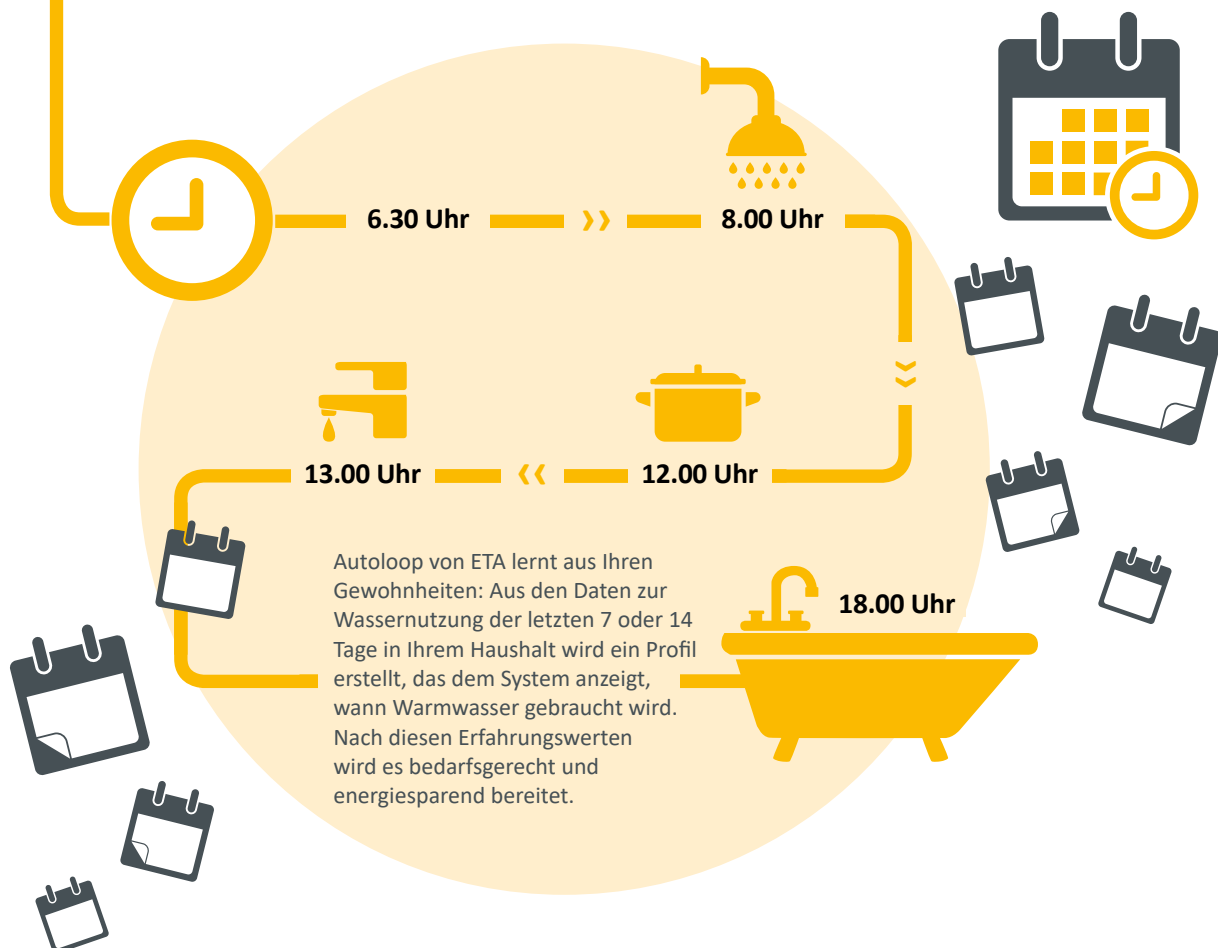 6.30 Uhr
8.00 Uhr
13.00 Uhr
12.00 Uhr
Autoloop von ETA lernt aus Ihren
Gewohnheiten: Aus den Daten zur
Wassernutzung der letzten 7 oder 14
Tage in Ihrem Haushalt wird ein Profil
erstellt, das dem System anzeigt,
wann Warmwasser gebraucht wird.
Nach diesen Erfahrungswerten
wird es bedarfsgerecht und
energiesparend bereitet.
18.00 Uhr